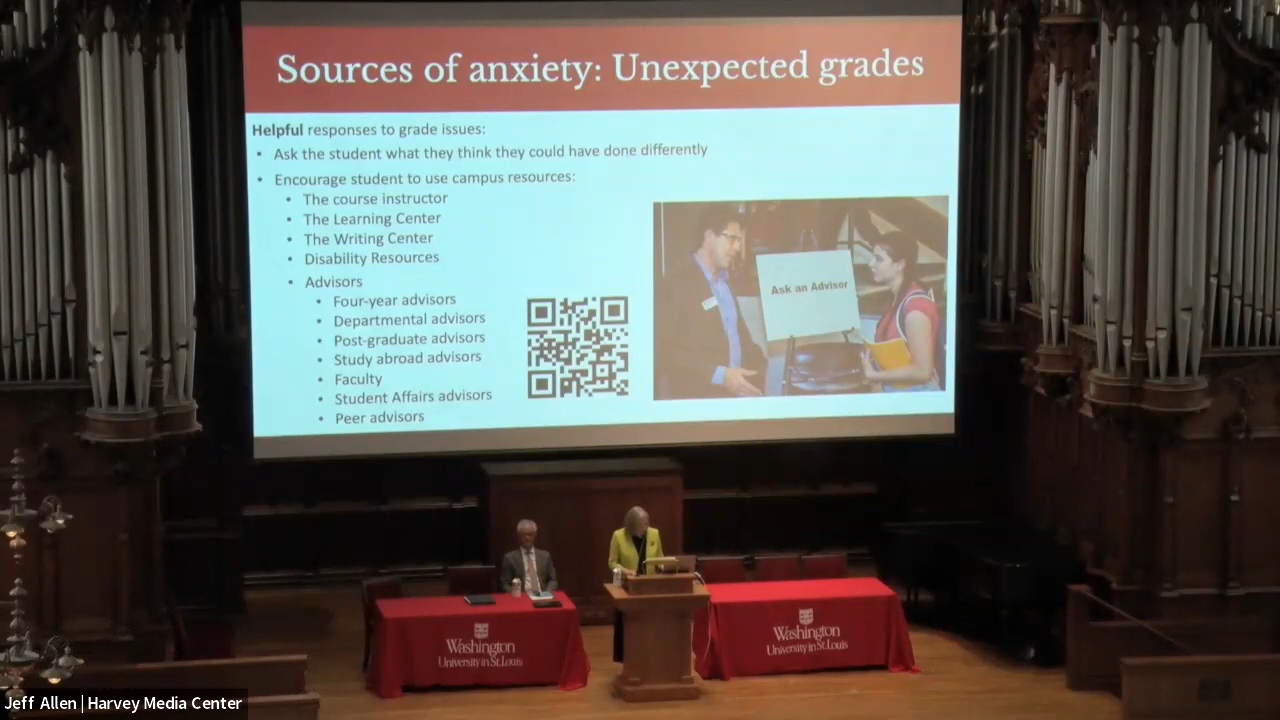 Sources of anxiety: Unexpected grades
Helpful responses to grade issues:
• Ask the student what they think they could have done differently
• Encourage student to use campus resources:
• The course instructor
• The Learning Center
• The Writing Center
• Disability Resources
• Advisors
• Four-year advisors
• Departmental advisors
• Post-graduate advisors
• Study abroad advisors
• Faculty
• Student Affairs advisors
• Peer advisors
Ask an Advisor
Washington
University in St. Louis
Washington
University in St. Louis
Jeff Allen | Harvey Media Center